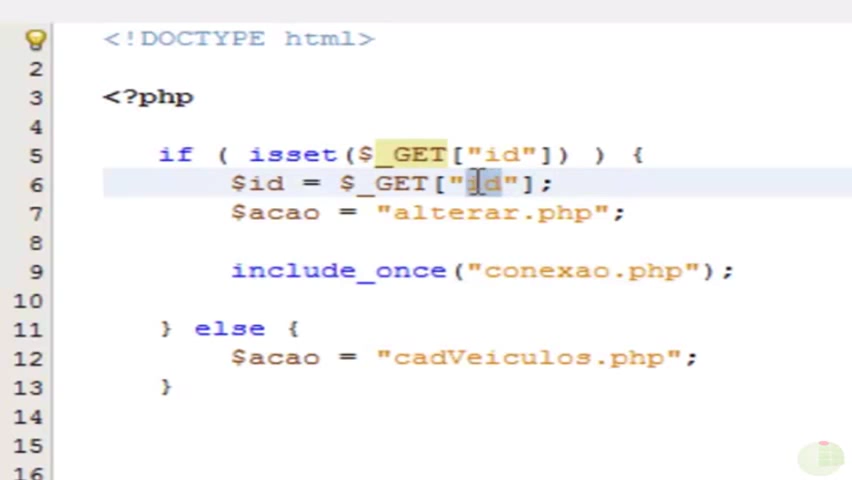 <!DOCTYPE html>
2
3 <?php
4
5 if ( isset($_GET["id"]) ) {
6 $id = $_GET["id"];
7 $acao = "alterar.php";
8
9 include_once("conexao.php");
10
11 } else {
12 $acao = "cadVeiculos.php";
13 }
14
15
16